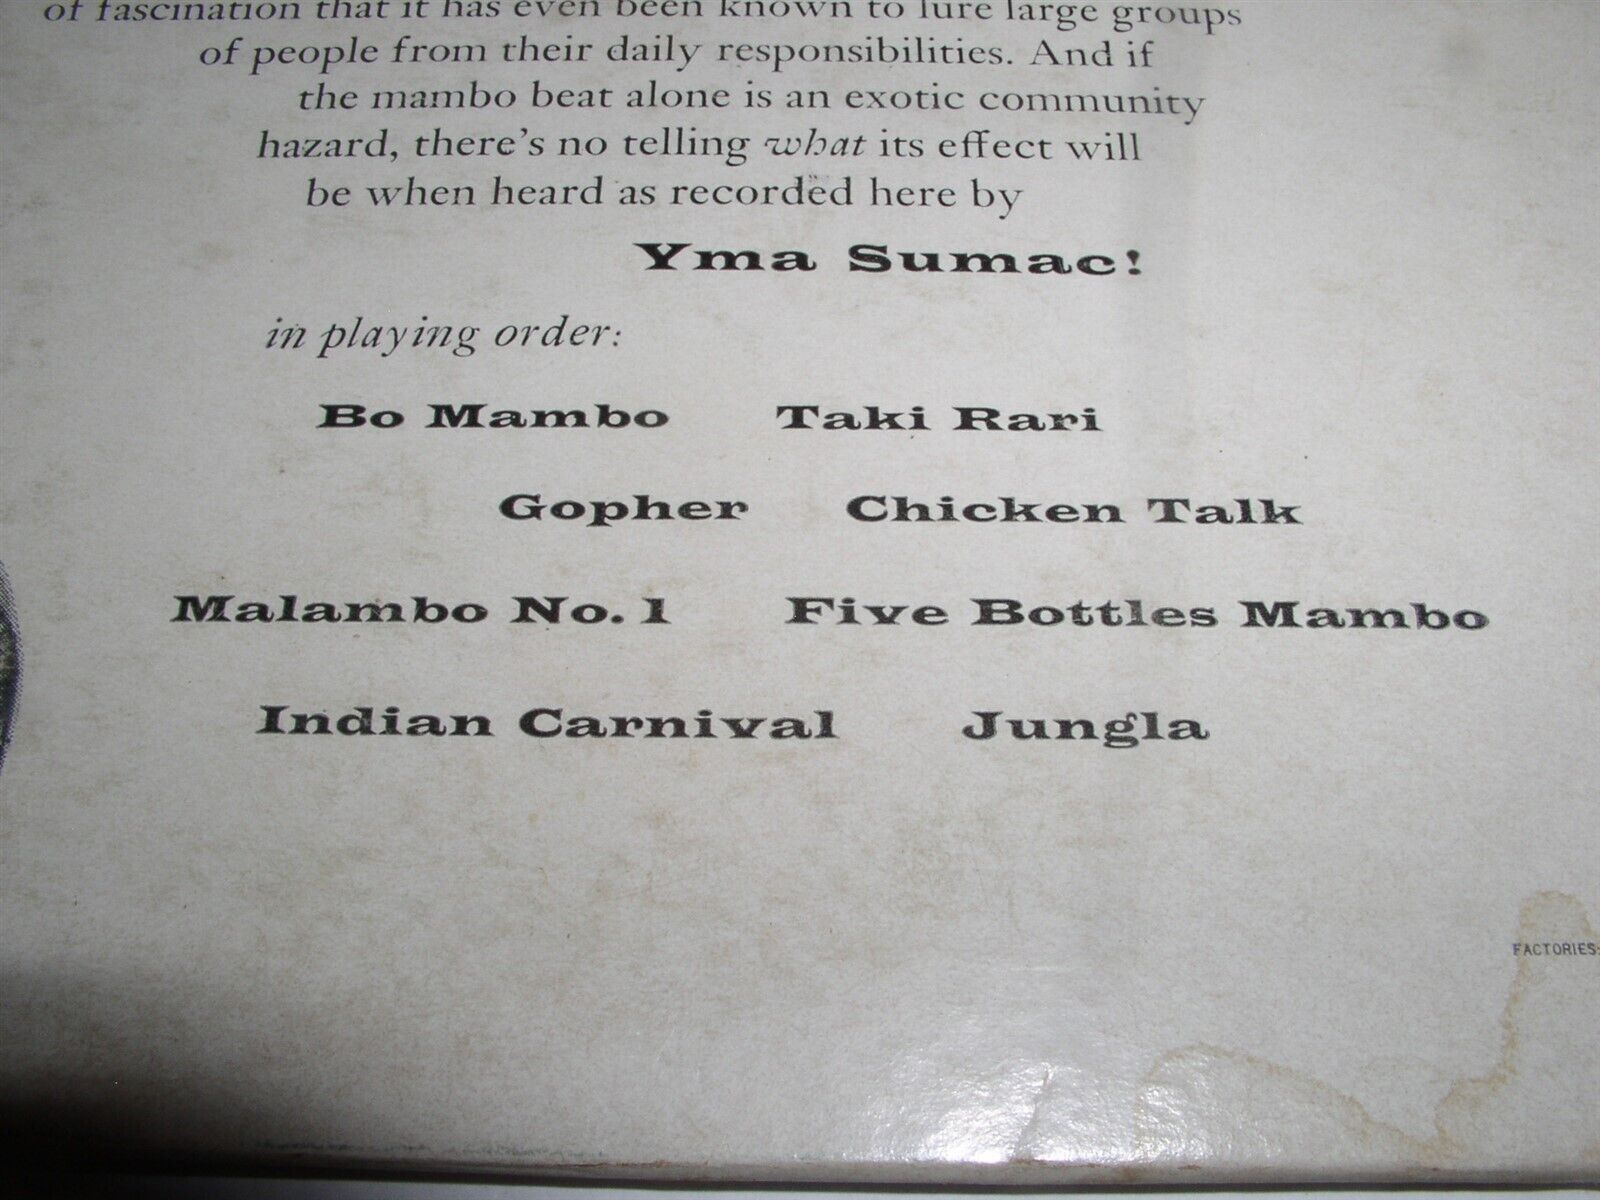 of fascination that it has even been known to lure large groups
of people from their daily responsibilities. And if
the mambo beat alone is an exotic community
hazard, there's no telling what its effect will
be when heard as recorded here by
Yma Sumac!
in playing order:
Bo Mambo Taki Rari
Gopher Chicken Talk
Malambo No. 1 Five Bottles Mambo
Indian Carnival Jungla
FACTORIES: